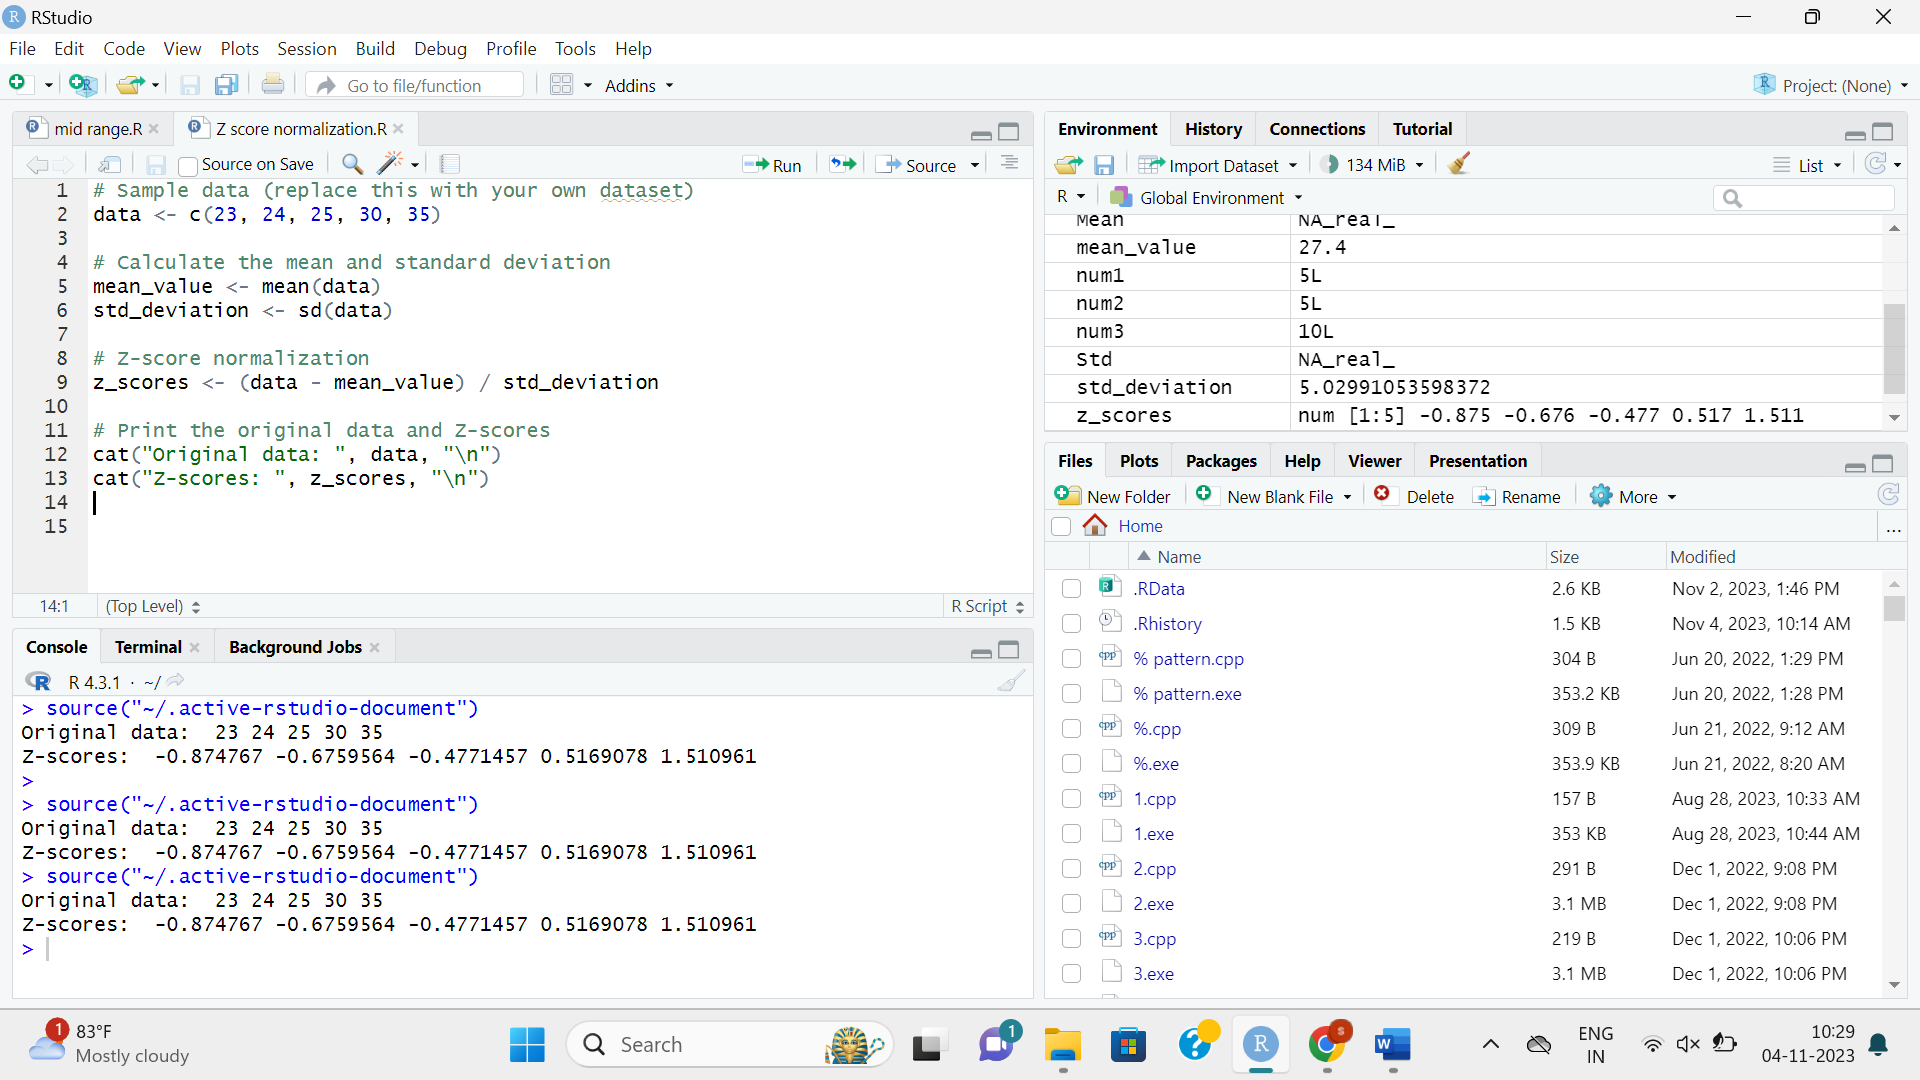 RStudio
File Edit Code View Plots Session Build Debug Profile Tools Help
Go to file/function Addins Project: (None)
mid range.R Z score normalization.R
Source on Save Run Source
1 # Sample data (replace this with your own dataset)
2 data <- c(23, 24, 25, 30, 35)
3
4 # Calculate the mean and standard deviation
5 mean_value <- mean(data)
6 std_deviation <- sd(data)
7
8 # Z-score normalization
9 z_scores <- (data - mean_value) / std_deviation
10
11 # Print the original data and Z-scores
12 cat("Original data: ", data, "\n")
13 cat("Z-scores: ", z_scores, "\n")
14
15
14:1 (Top Level) R Script
Console Terminal Background Jobs
R 4.3.1 · ~/
> source("~/.active-rstudio-document")
Original data:  23 24 25 30 35
Z-scores:  -0.874767 -0.6759564 -0.4771457 0.5169078 1.510961
>
> source("~/.active-rstudio-document")
Original data:  23 24 25 30 35
Z-scores:  -0.874767 -0.6759564 -0.4771457 0.5169078 1.510961
> source("~/.active-rstudio-document")
Original data:  23 24 25 30 35
Z-scores:  -0.874767 -0.6759564 -0.4771457 0.5169078 1.510961
>
Environment History Connections Tutorial
Import Dataset 134 MiB List
R Global Environment
Mean NA_real_
mean_value 27.4
num1 5L
num2 5L
num3 10L
Std NA_real_
std_deviation 5.02991053598372
z_scores num [1:5] -0.875 -0.676 -0.477 0.517 1.511
Files Plots Packages Help Viewer Presentation
New Folder New Blank File Delete Rename More
Home ...
Name Size Modified
.RData 2.6 KB Nov 2, 2023, 1:46 PM
.Rhistory 1.5 KB Nov 4, 2023, 10:14 AM
% pattern.cpp 304 B Jun 20, 2022, 1:29 PM
% pattern.exe 353.2 KB Jun 20, 2022, 1:28 PM
%.cpp 309 B Jun 21, 2022, 9:12 AM
%.exe 353.9 KB Jun 21, 2022, 8:20 AM
1.cpp 157 B Aug 28, 2023, 10:33 AM
1.exe 353 KB Aug 28, 2023, 10:44 AM
2.cpp 291 B Dec 1, 2022, 9:08 PM
2.exe 3.1 MB Dec 1, 2022, 9:08 PM
3.cpp 219 B Dec 1, 2022, 10:06 PM
3.exe 3.1 MB Dec 1, 2022, 10:06 PM
1 83°F
Mostly cloudy
Search
1
ENG
IN
10:29
04-11-2023